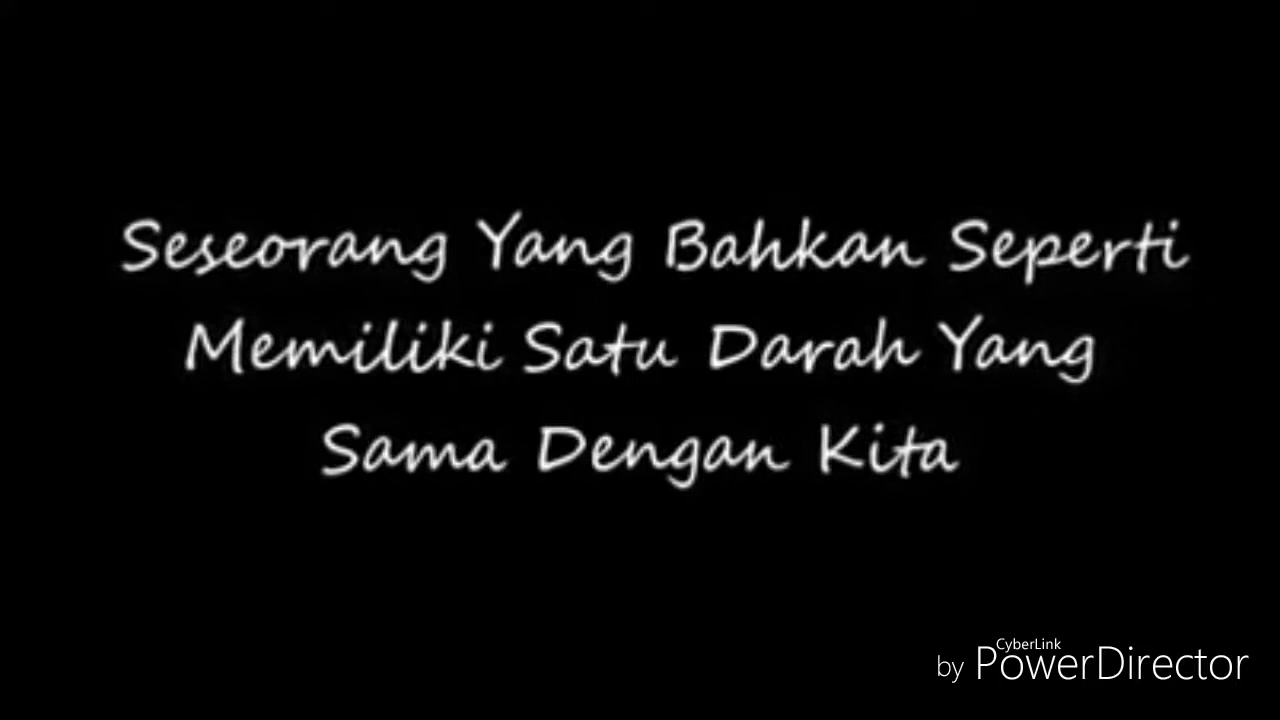 Seseorang Yang Bahkan Seperti
Memiliki Satu Darah Yang
Sama Dengan Kita
CyberLink
by PowerDirector